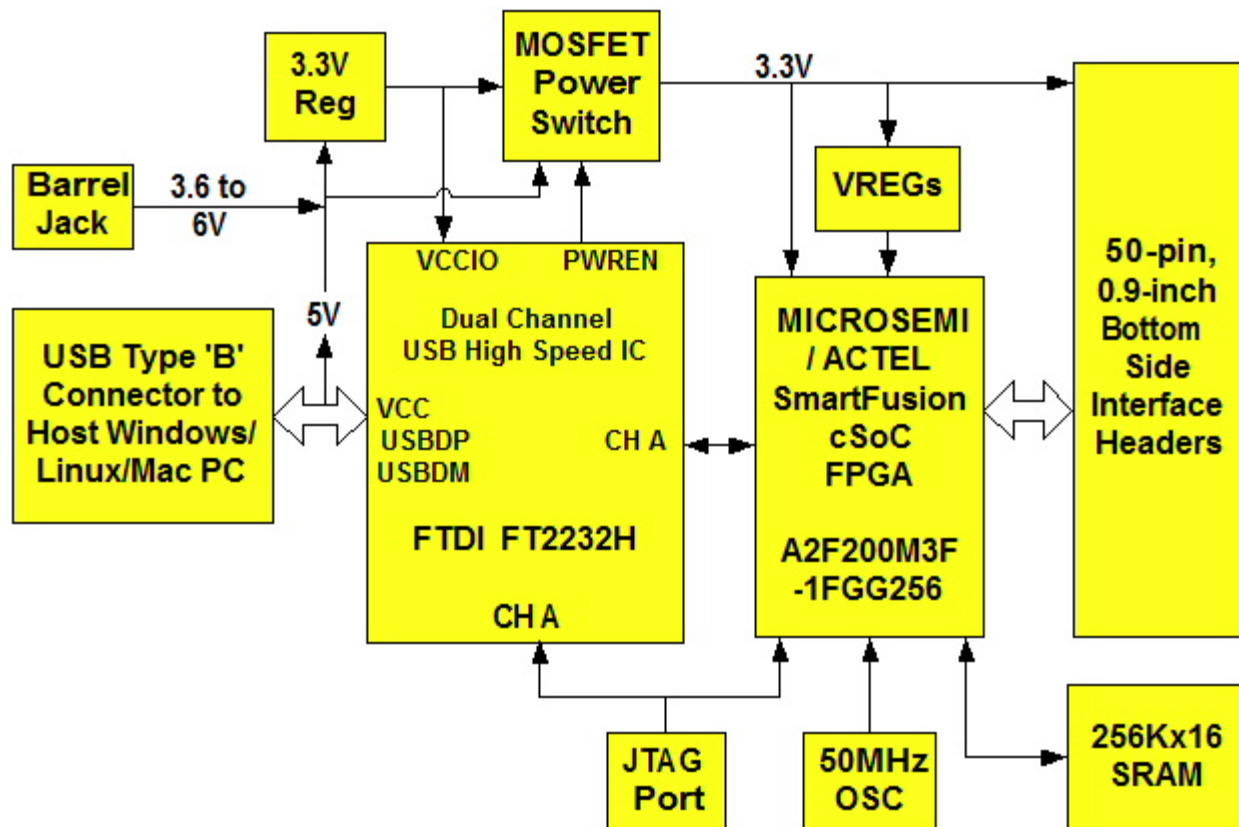 3.3V
Reg
MOSFET
Power
Switch
3.3V
Barrel
Jack
3.6 to
6V
VREGs
50-pin,
0.9-inch
Bottom
Side
Interface
Headers
5V
USB Type 'B'
Connector to
Host Windows/
Linux/Mac PC
VCCIO PWREN
Dual Channel
USB High Speed IC
VCC
USBDP
USBDM
CH A
FTDI FT2232H
CH A
MICROSEMI
/ ACTEL
SmartFusion
cSoC
FPGA
A2F200M3F
-1FGG256
JTAG
Port
50MHz
OSC
256Kx16
SRAM